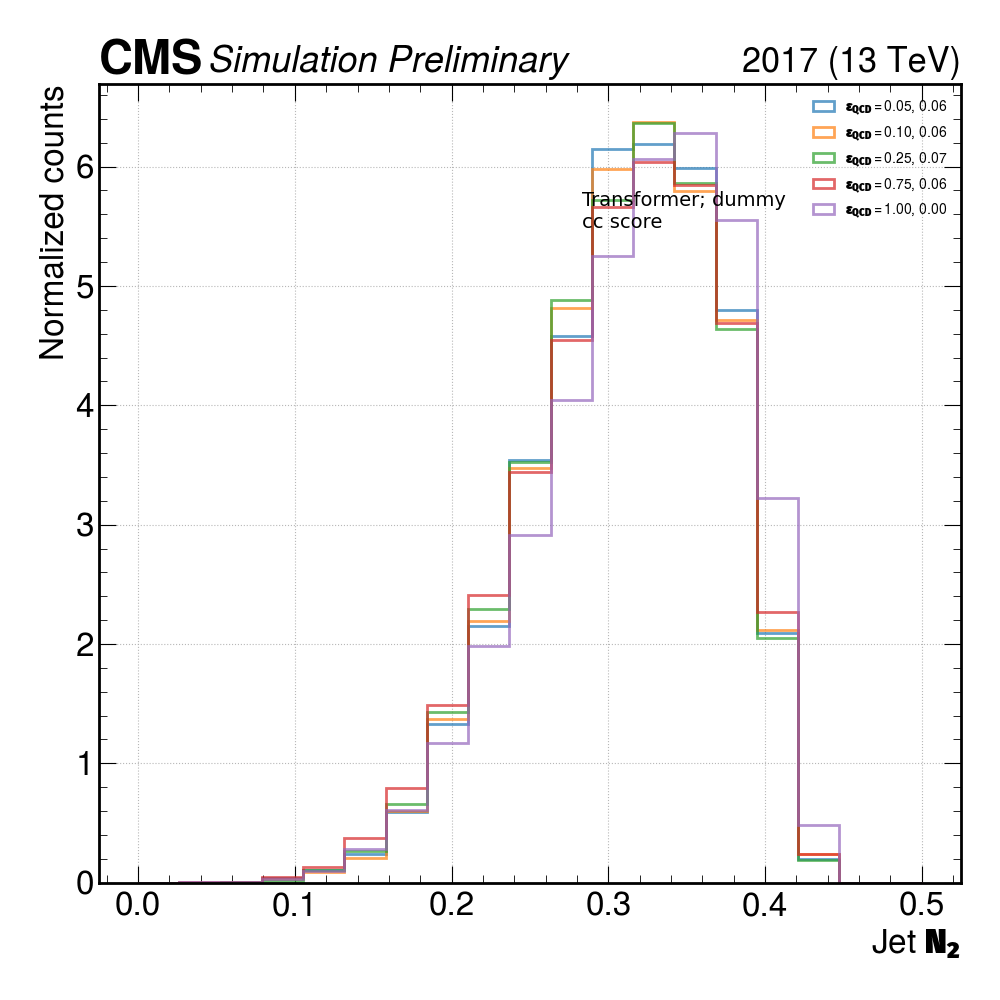 CMS Simulation Preliminary 2017 (13 TeV)
Normalized counts
6
5
4
3
2
1
0
ε_QCD = 0.05, 0.06
ε_QCD = 0.10, 0.06
ε_QCD = 0.25, 0.07
ε_QCD = 0.75, 0.06
ε_QCD = 1.00, 0.00
Transformer; dummy
cc score
0.0 0.1 0.2 0.3 0.4 0.5
Jet N₂